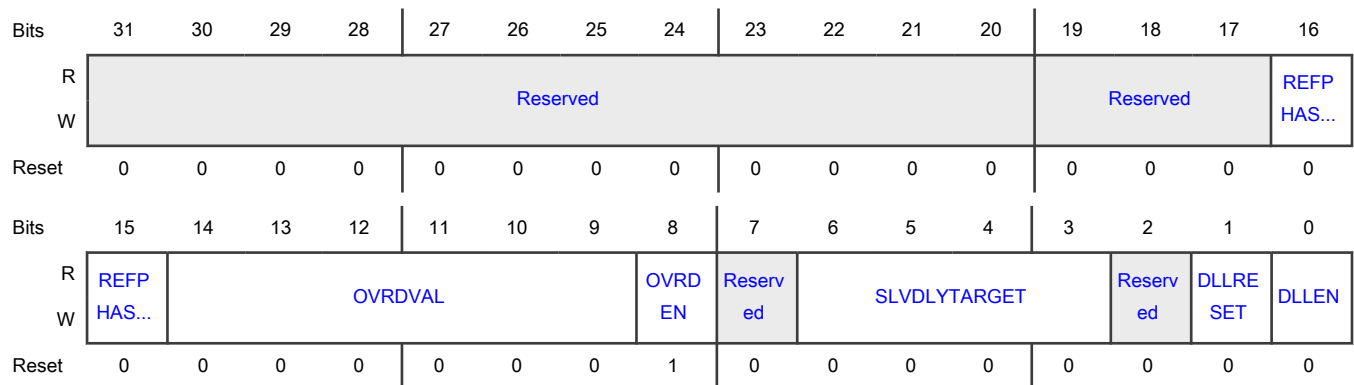 Bits 31 30 29 28 27 26 25 24 23 22 21 20 19 18 17 16
R
Reserved Reserved REFP
HAS...
W
Reset 0 0 0 0 0 0 0 0 0 0 0 0 0 0 0 0
Bits 15 14 13 12 11 10 9 8 7 6 5 4 3 2 1 0
R REFP OVRD Reserv Reserv DLLRE
OVRDVAL SLVDLYTARGET DLLEN
W HAS... EN ed ed SET
Reset 0 0 0 0 0 0 0 1 0 0 0 0 0 0 0 0